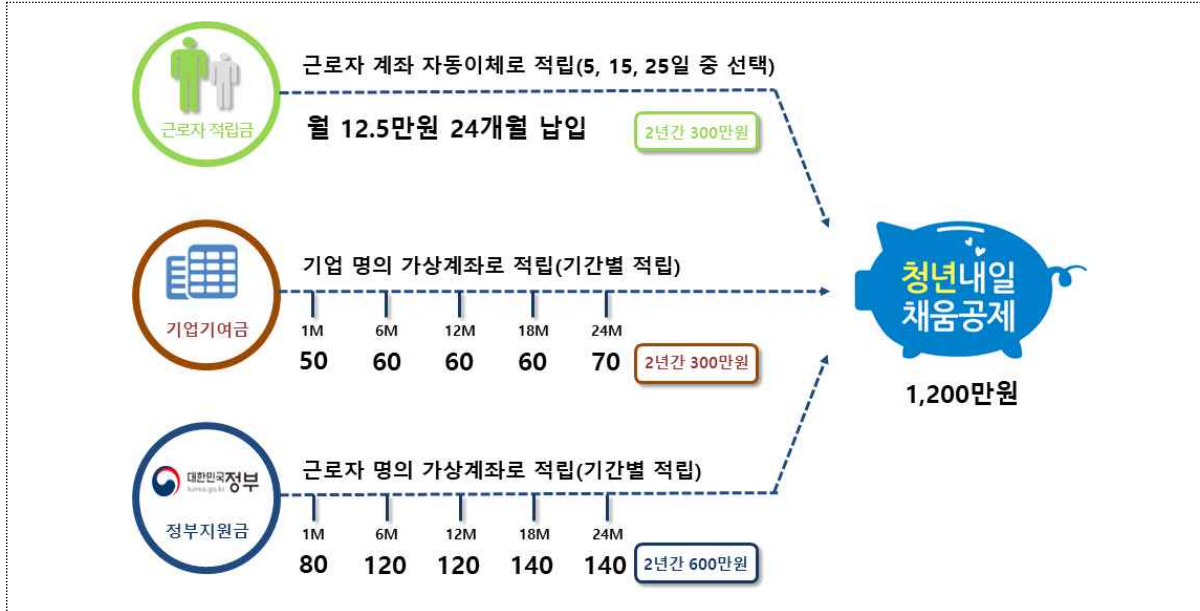 근로자 계좌 자동이체로 적립(5, 15, 25일 중 선택)
근로자 적립금
월 12.5만원 24개월 납입
2년간 300만원
기업 명의 가상계좌로 적립(기간별 적립)
기업기여금
1M 6M 12M 18M 24M
50 60 60 60 70
2년간 300만원
청년내일
채움공제
1,200만원
근로자 명의 가상계좌로 적립(기간별 적립)
대한민국정부
korea.go.kr
정부지원금
1M 6M 12M 18M 24M
80 120 120 140 140
2년간 600만원